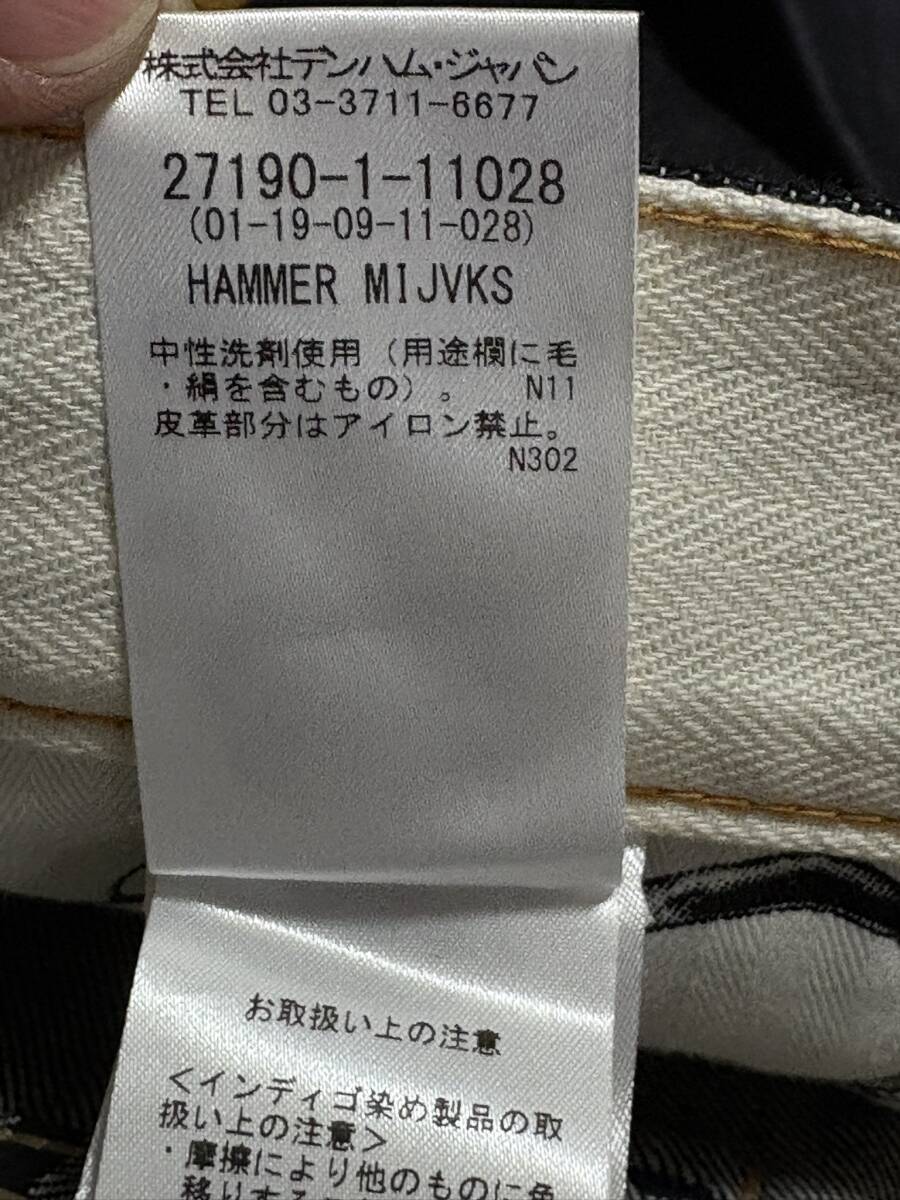 株式会社デンハム・ジャパン
TEL 03-3711-6677
27190-1-11028
(01-19-09-11-028)
HAMMER MIJVKS
中性洗剤使用（用途欄に毛
・絹を含むもの）。 N11
皮革部分はアイロン禁止。
N302
お取扱い上の注意
<インディゴ染め製品の取
扱い上の注意>
・摩擦により他のものに色
移りする